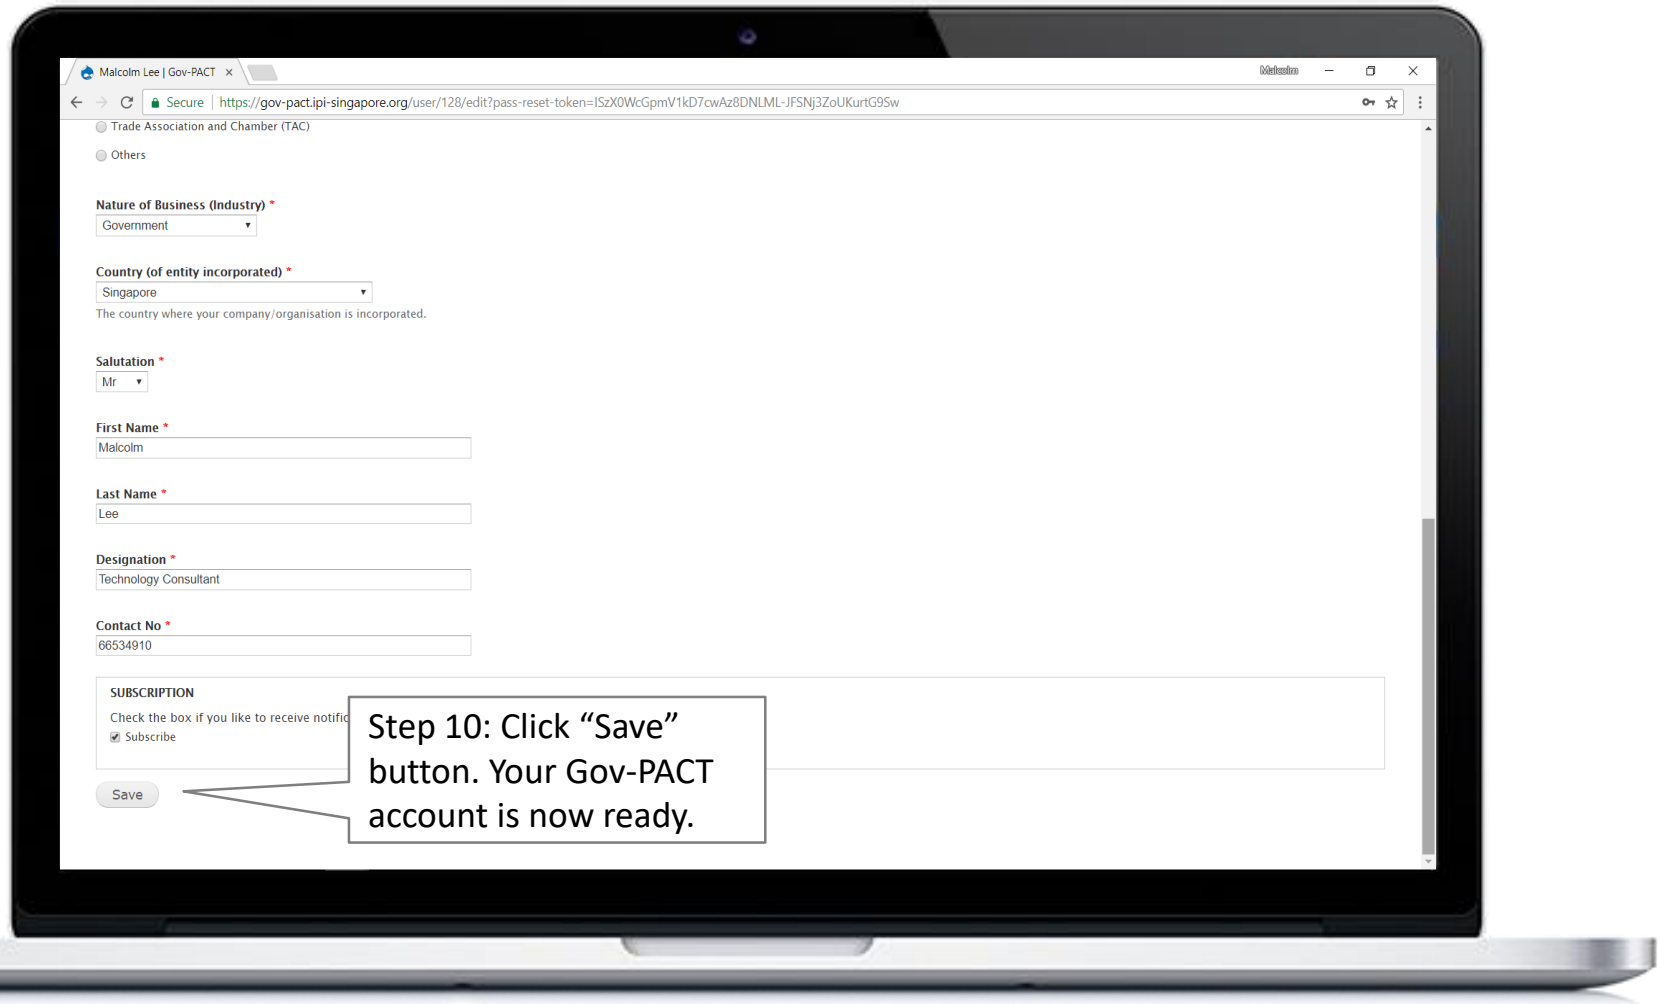 Malcolm Lee | Gov-PACT
Malcolm
Secure | https://gov-pact.ipi-singapore.org/user/128/edit?pass-reset-token=ISzX0WcGpmV1kD7cwAz8DNLML-JFSNj3ZoUKurtG9Sw
Trade Association and Chamber (TAC)
Others
Nature of Business (Industry) *
Government
Country (of entity incorporated) *
Singapore
The country where your company/organisation is incorporated.
Salutation *
Mr
First Name *
Malcolm
Last Name *
Lee
Designation *
Technology Consultant
Contact No *
66534910
SUBSCRIPTION
Check the box if you like to receive notific
Subscribe
Save
Step 10: Click “Save”
button. Your Gov-PACT
account is now ready.